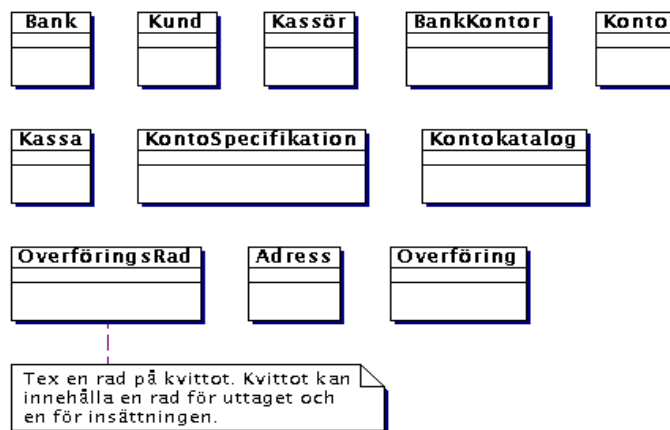 Bank Kund Kassör BankKontor Konto
Kassa KontoSpecifikation Kontokatalog
OverföringsRad Adress Overföring
Tex en rad på kvittot. Kvittot kan
innehålla en rad för uttaget och
en för insättningen.